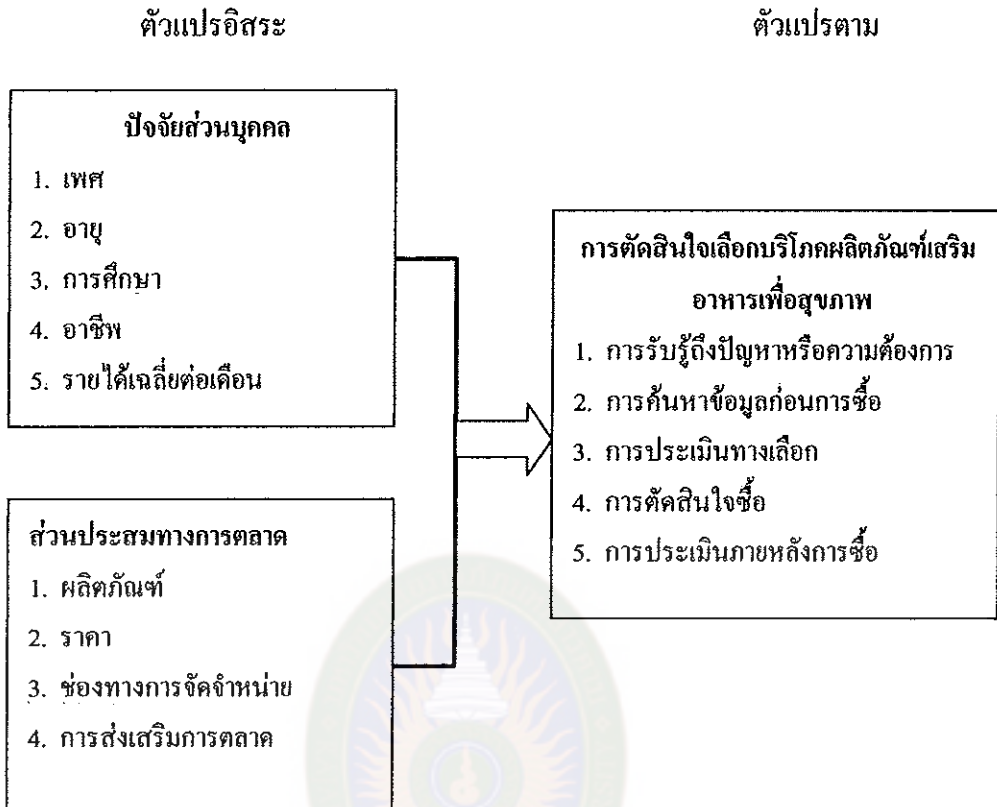 ตัวแปรอิสระ
ตัวแปรตาม
ปัจจัยส่วนบุคคล
1. เพศ
2. อายุ
3. การศึกษา
4. อาชีพ
5. รายได้เฉลี่ยต่อเดือน
ส่วนประสมทางการตลาด
1. ผลิตภัณฑ์
2. ราคา
3. ช่องทางการจัดจำหน่าย
4. การส่งเสริมการตลาด
การตัดสินใจเลือกบริโภคผลิตภัณฑ์เสริม
อาหารเพื่อสุขภาพ
1. การรับรู้ถึงปัญหาหรือความต้องการ
2. การค้นหาข้อมูลก่อนการซื้อ
3. การประเมินทางเลือก
4. การตัดสินใจซื้อ
5. การประเมินภายหลังการซื้อ